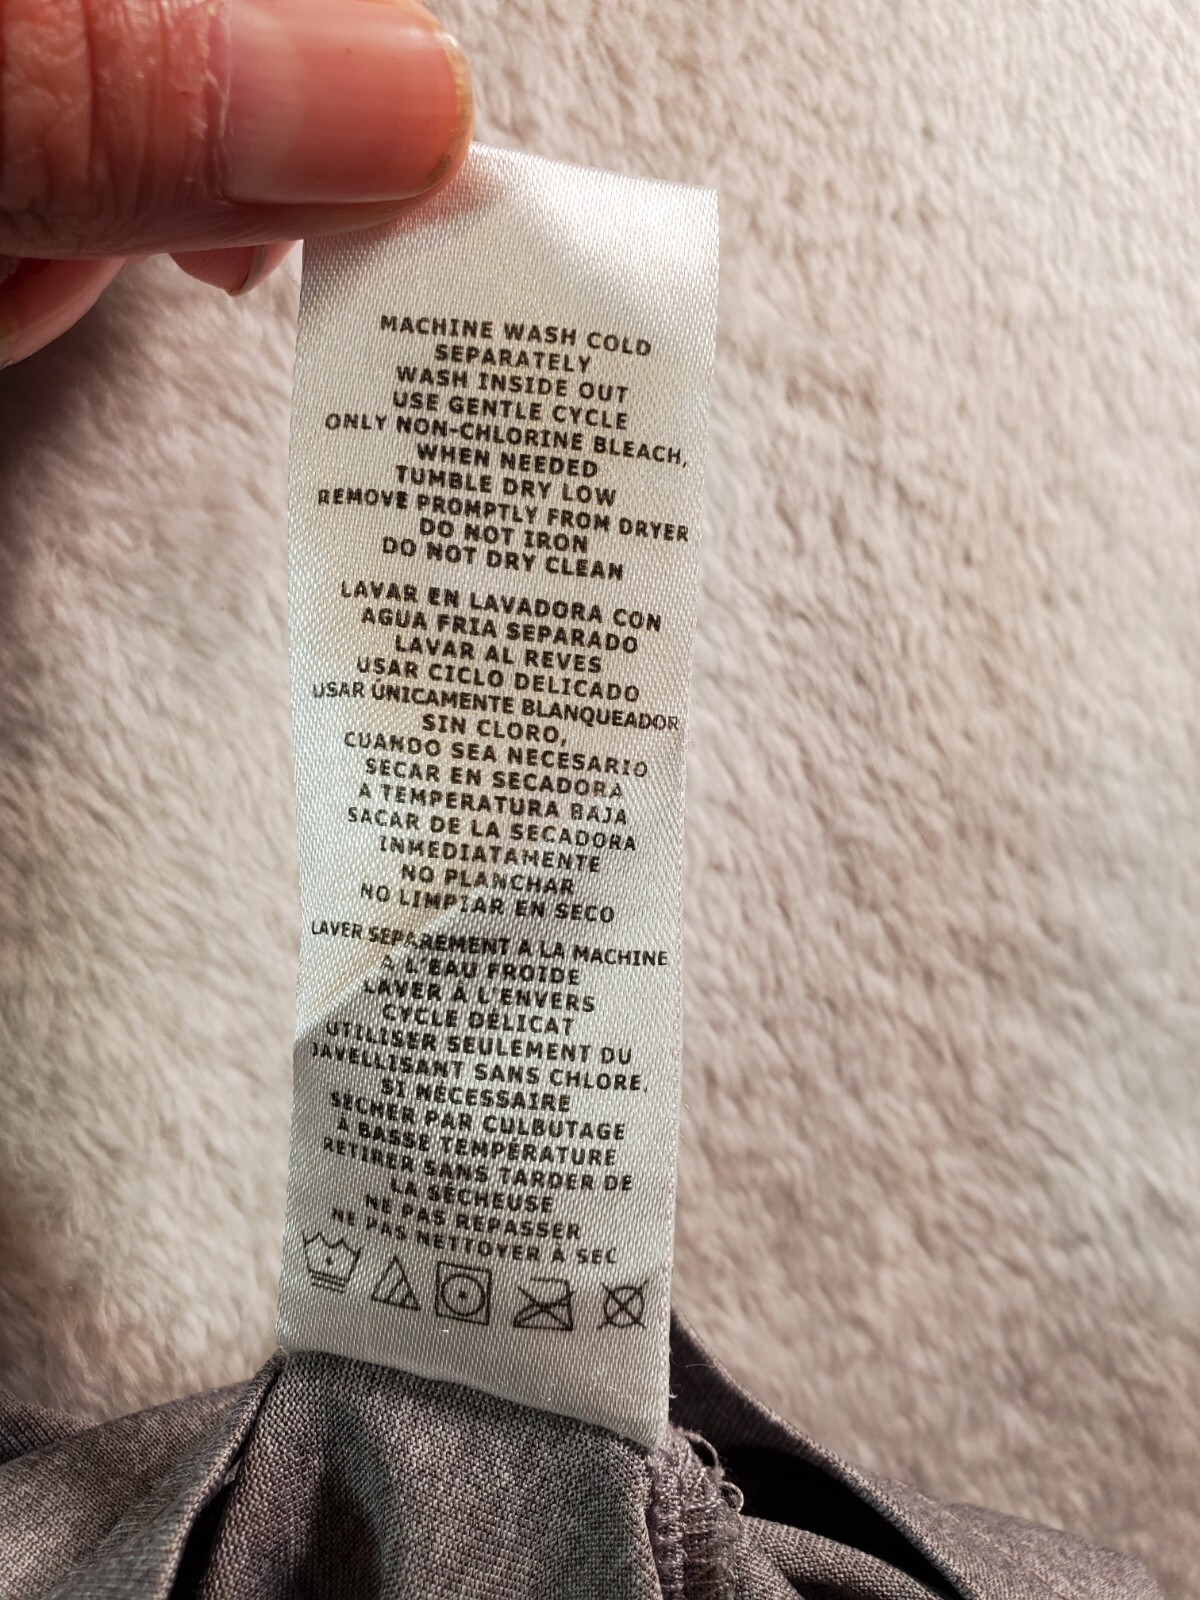 MACHINE WASH COLD
SEPARATELY
WASH INSIDE OUT
USE GENTLE CYCLE
ONLY NON-CHLORINE BLEACH,
WHEN NEEDED
TUMBLE DRY LOW
REMOVE PROMPTLY FROM DRYER
DO NOT IRON
DO NOT DRY CLEAN
LAVAR EN LAVADORA CON
AGUA FRIA SEPARADO
LAVAR AL REVES
USAR CICLO DELICADO
USAR ÚNICAMENTE BLANQUEADOR
SIN CLORO,
CUANDO SEA NECESARIO
SECAR EN SECADORA
A TEMPERATURA BAJA
SACAR DE LA SECADORA
INMEDIATAMENTE
NO PLANCHAR
NO LIMPIAR EN SECO
LAVER SEPAREMENT A LA MACHINE
A L'EAU FROIDE
LAVER À L'ENVERS
CYCLE DÉLICAT
UTILISER SEULEMENT DU
JAVELLISANT SANS CHLORE,
SI NÉCESSAIRE
SÉCHER PAR CULBUTAGE
À BASSE TEMPÉRATURE
RETIRER SANS TARDER DE
LA SÉCHEUSE
NE PAS REPASSER
NE PAS NETTOYER À SEC